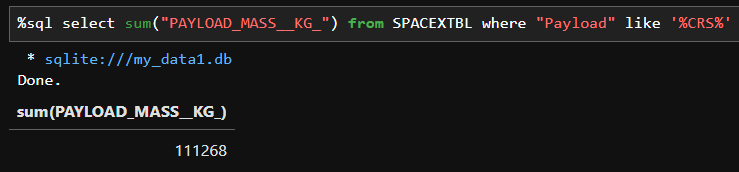 %sql select sum("PAYLOAD_MASS__KG_") from SPACEXTBL where "Payload" like '%CRS%'
* sqlite:///my_data1.db
Done.
sum(PAYLOAD_MASS__KG_)
111268